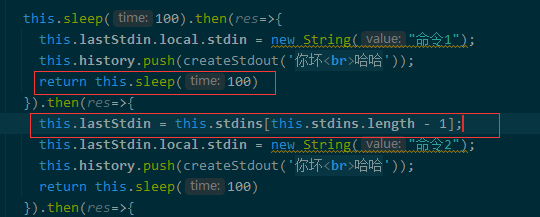 this.sleep( time: 100).then(res=>{
this.lastStdin.local.stdin = new String( value: "命令1");
this.history.push(createStdout('你坏<br>哈哈'));
return this.sleep( time: 100)
}).then(res=>{
this.lastStdin = this.stdins[this.stdins.length - 1];
this.lastStdin.local.stdin = new String( value: "命令2");
this.history.push(createStdout('你坏<br>哈哈'));
return this.sleep( time: 100)
}).then(res=>{